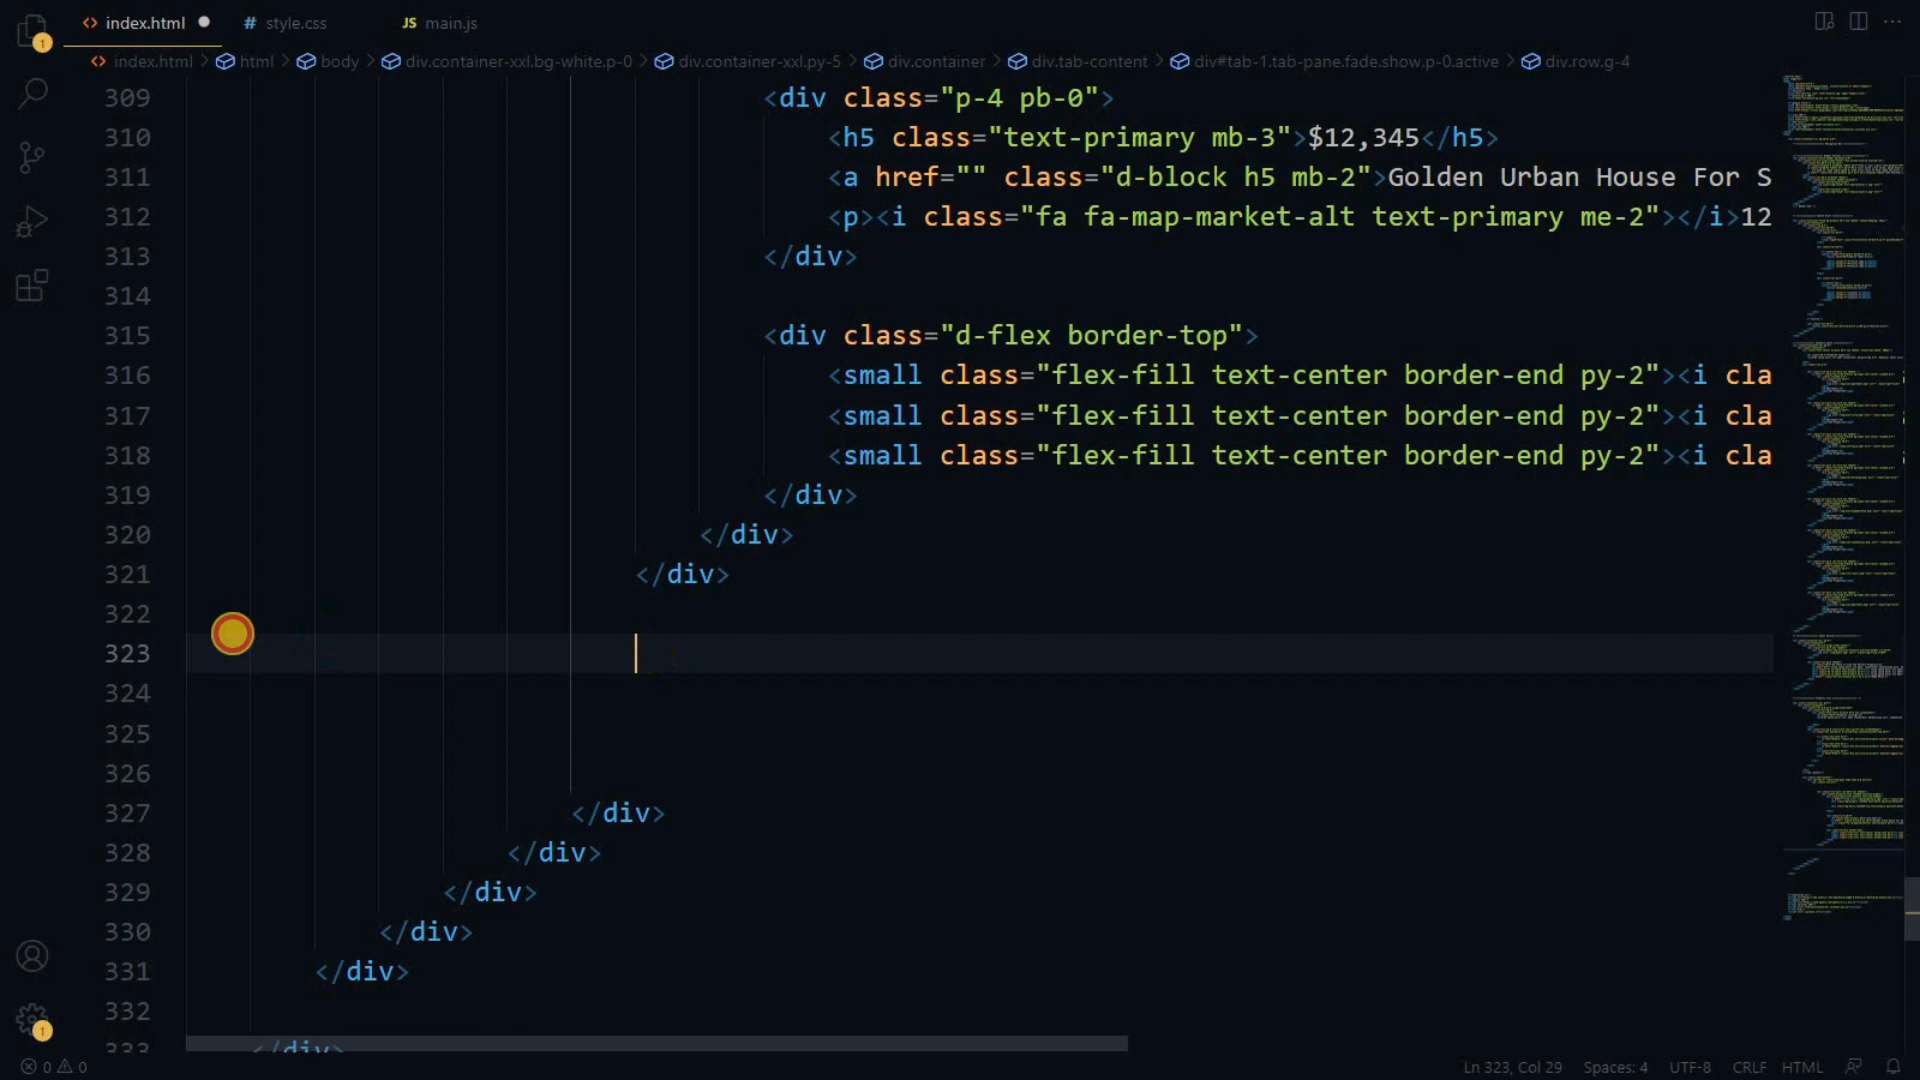 index.html
style.css
JS main.js
index.html > html > body > div.container-xxl.bg-white.p-0 > div.container-xxl.py-5 > div.container > div.tab-content > div#tab-1.tab-pane.fade.show.p-0.active > div.row.g-4
309 <div class="p-4 pb-0">
310 <h5 class="text-primary mb-3">$12,345</h5>
311 <a href="" class="d-block h5 mb-2">Golden Urban House For S
312 <p><i class="fa fa-map-market-alt text-primary me-2"></i>12
313 </div>
314
315 <div class="d-flex border-top">
316 <small class="flex-fill text-center border-end py-2"><i cla
317 <small class="flex-fill text-center border-end py-2"><i cla
318 <small class="flex-fill text-center border-end py-2"><i cla
319 </div>
320 </div>
321 </div>
322
323
324
325
326
327 </div>
328 </div>
329 </div>
330 </div>
331 </div>
332
333 </div>
1
1
0 0
Ln 323, Col 29 Spaces: 4 UTF-8 CRLF HTML